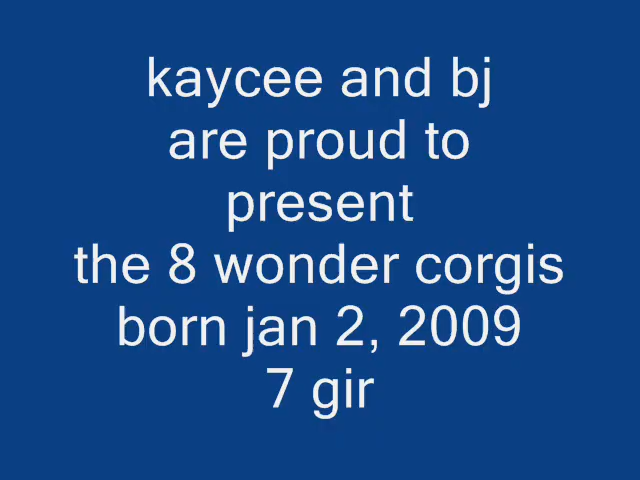 kaycee and bj
are proud to
present
the 8 wonder corgis
born jan 2, 2009
7 gir